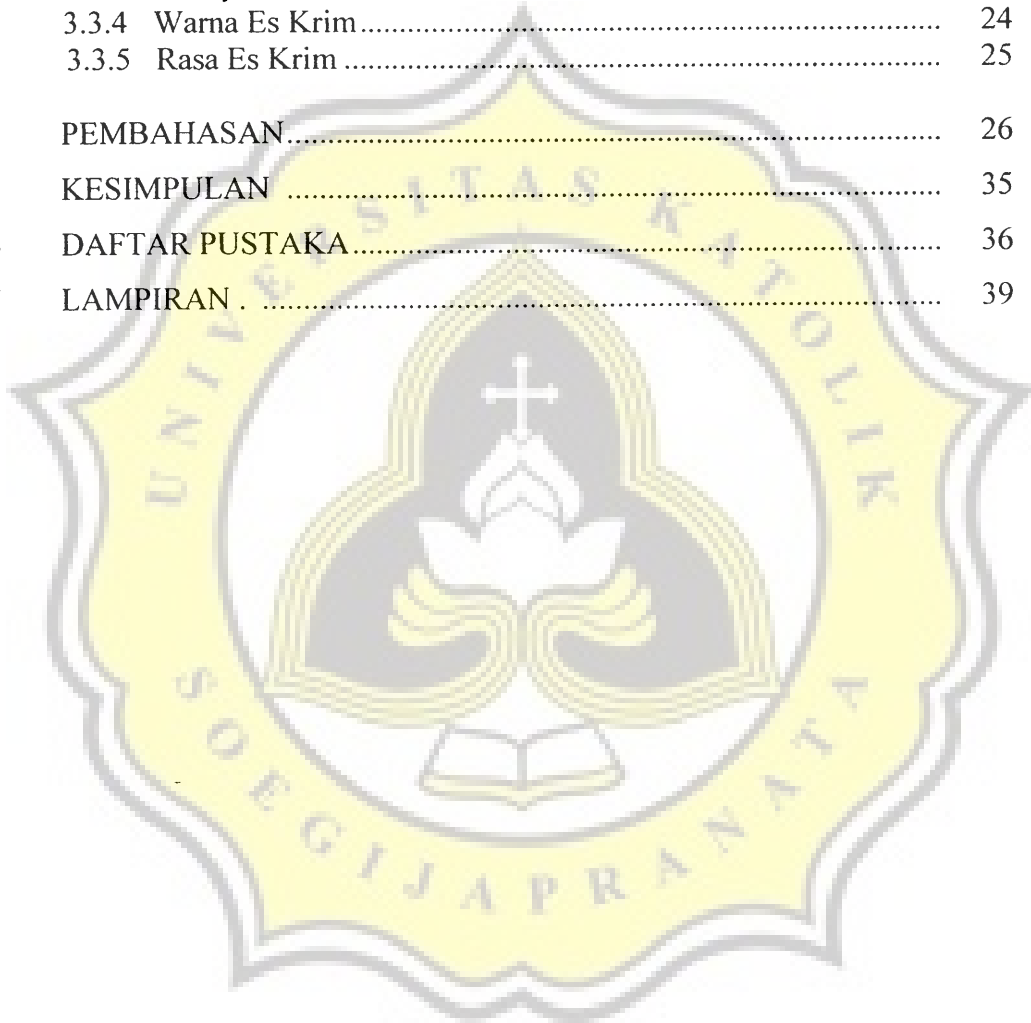 3.3.4 Warna Es Krim........................................................................ 24
3.3.5 Rasa Es Krim ........................................................................ 25
PEMBAHASAN........................................................................ 26
KESIMPULAN ........................................................................ 35
DAFTAR PUSTAKA........................................................................ 36
LAMPIRAN . ........................................................................ 39
UNIVERSITAS KATOLIK
SOEGIJAPRANATA